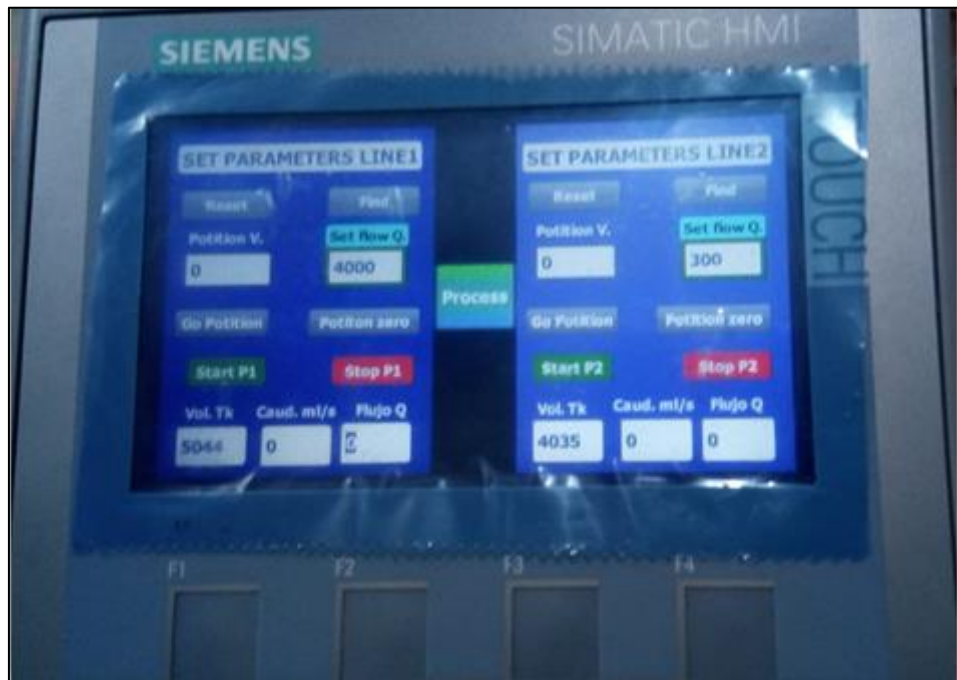 SIEMENS
SIMATIC HMI
TOUCH
SET PARAMETERS LINE1
Reset
Find
Potition V.
Set flow Q.
0
4000
Go Potition
Potiton zero
Start P1
Stop P1
Vol. Tk
Caud. ml/s
Flujo Q
5044
0
0
Process
SET PARAMETERS LINE2
Reset
Find
Potition V.
Set flow Q.
0
300
Go Potition
Potition zero
Start P2
Stop P2
Vol. Tk
Caud. ml/s
Flujo Q
4035
0
0
F1
F2
F3
F4